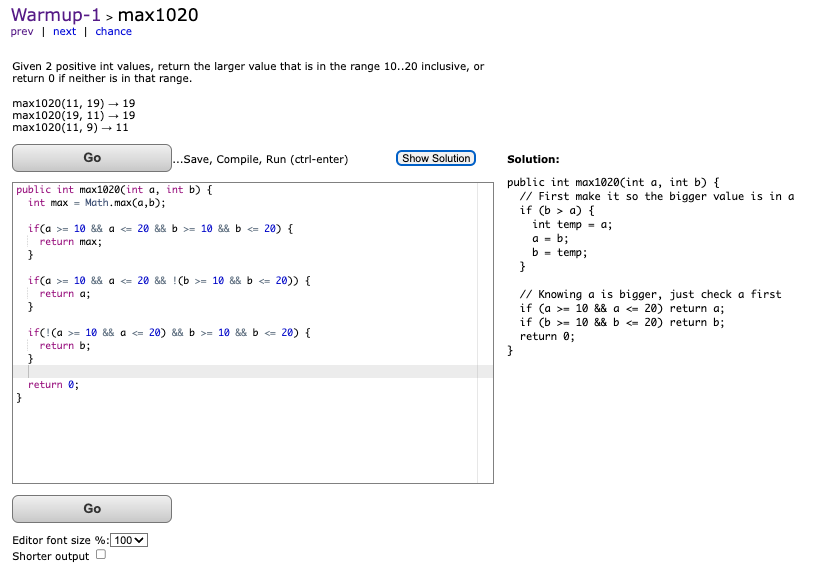 Warmup-1 > max1020
prev | next | chance
Given 2 positive int values, return the larger value that is in the range 10..20 inclusive, or
return 0 if neither is in that range.
max1020(11, 19) → 19
max1020(19, 11) → 19
max1020(11, 9) → 11
Go ...Save, Compile, Run (ctrl-enter) Show Solution
public int max1020(int a, int b) {
  int max = Math.max(a,b);

  if(a >= 10 && a <= 20 && b >= 10 && b <= 20) {
    return max;
  }

  if(a >= 10 && a <= 20 && !(b >= 10 && b <= 20)) {
    return a;
  }

  if(!(a >= 10 && a <= 20) && b >= 10 && b <= 20) {
    return b;
  }

  return 0;
}
Go
Editor font size %: 100
Shorter output
Solution:
public int max1020(int a, int b) {
  // First make it so the bigger value is in a
  if (b > a) {
    int temp = a;
    a = b;
    b = temp;
  }

  // Knowing a is bigger, just check a first
  if (a >= 10 && a <= 20) return a;
  if (b >= 10 && b <= 20) return b;
  return 0;
}